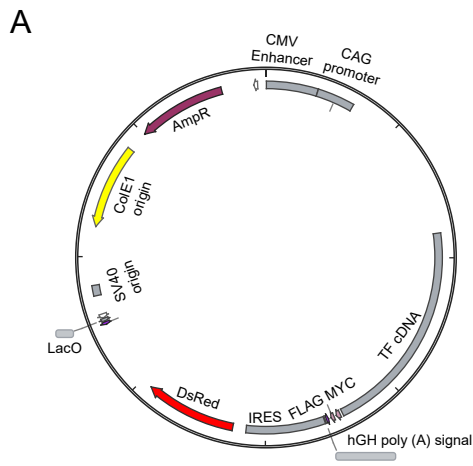 A
CMV
Enhancer
CAG
promoter
AmpR
ColE1
origin
SV40
origin
LacO
TF cDNA
DsRed
IRES
FLAG
MYC
hGH poly (A) signal